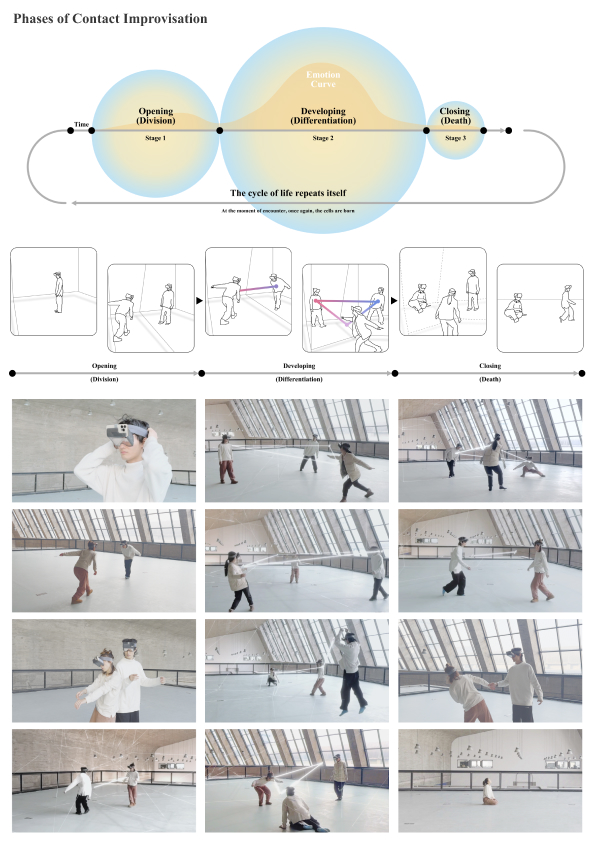 Phases of Contact Improvisation
Emotion
Curve
Time
Opening
(Division)
Developing
(Differentiation)
Closing
(Death)
Stage 1
Stage 2
Stage 3
The cycle of life repeats itself
At the moment of encounter, once again, the cells are born
Opening
(Division)
Developing
(Differentiation)
Closing
(Death)